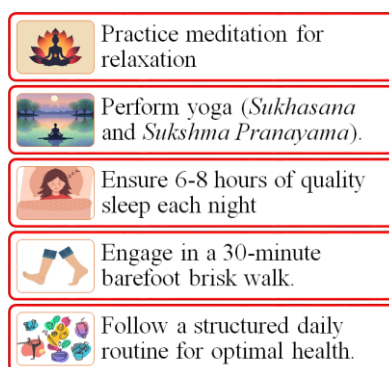 Practice meditation for
relaxation
Perform yoga (Sukhasana
and Sukshma Pranayama).
Ensure 6-8 hours of quality
sleep each night
Engage in a 30-minute
barefoot brisk walk.
Follow a structured daily
routine for optimal health.